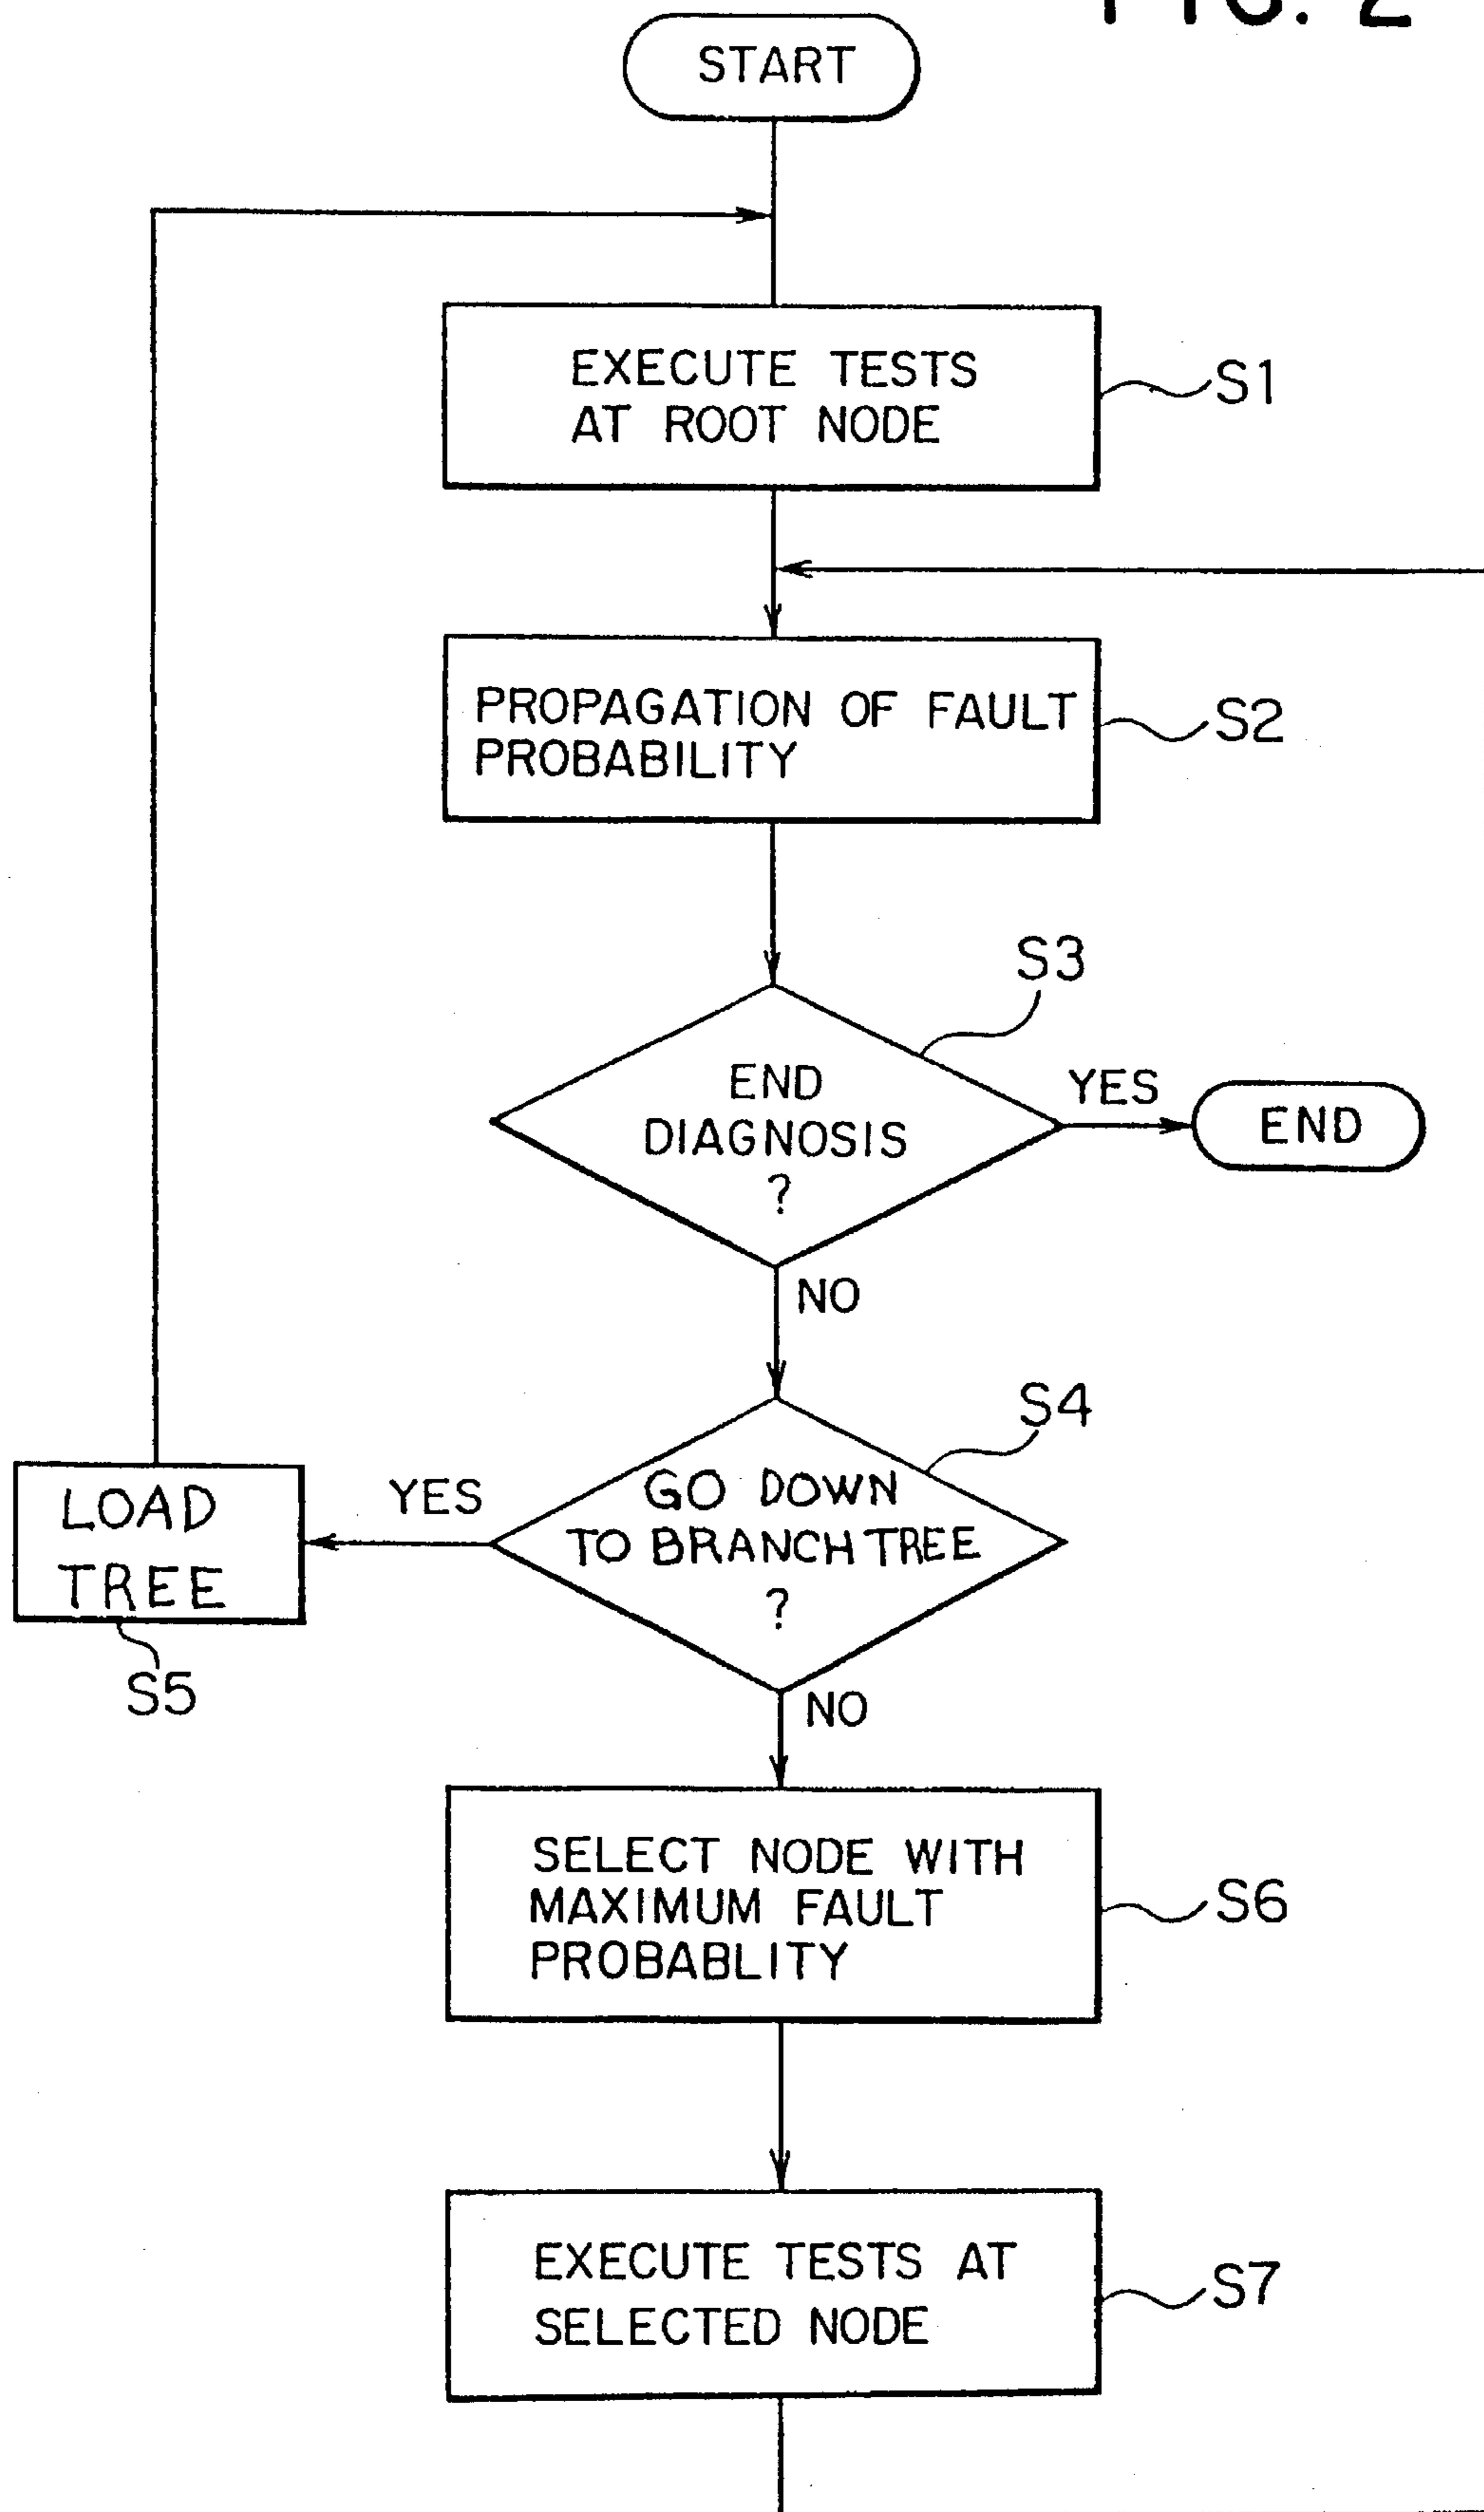 FIG. 2
START
EXECUTE TESTS
AT ROOT NODE
S1
PROPAGATION OF FAULT
PROBABILITY
S2
S3
END
DIAGNOSIS
?
YES
END
NO
S4
GO DOWN
TO BRANCH TREE
?
YES
LOAD
TREE
S5
NO
SELECT NODE WITH
MAXIMUM FAULT
PROBABLITY
S6
EXECUTE TESTS AT
SELECTED NODE
S7